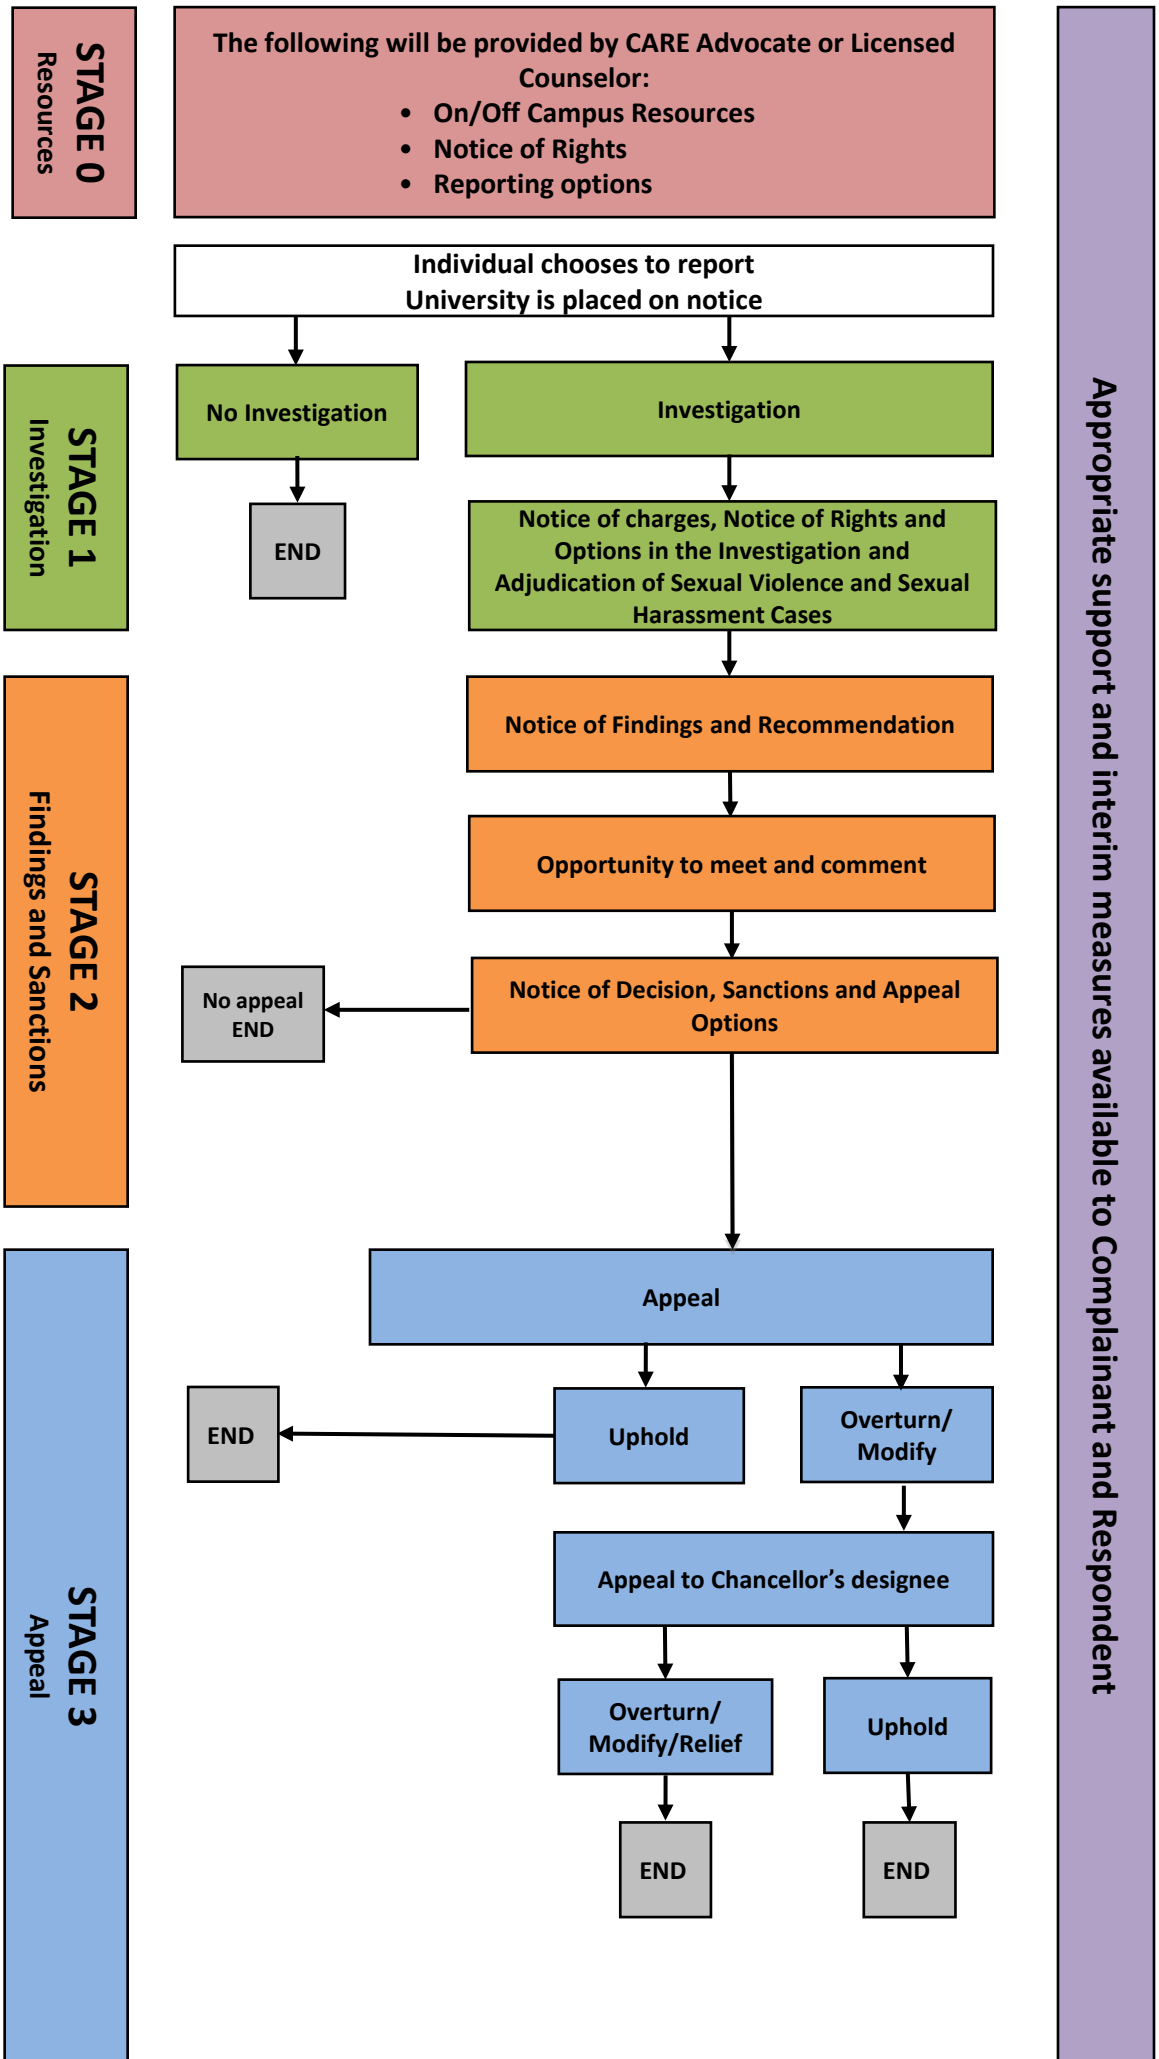 STAGE 0
Resources
The following will be provided by CARE Advocate or Licensed
Counselor:
• On/Off Campus Resources
• Notice of Rights
• Reporting options
Individual chooses to report
University is placed on notice
STAGE 1
Investigation
No Investigation
Investigation
END
Notice of charges, Notice of Rights and
Options in the Investigation and
Adjudication of Sexual Violence and Sexual
Harassment Cases
STAGE 2
Findings and Sanctions
Notice of Findings and Recommendation
Opportunity to meet and comment
No appeal
END
Notice of Decision, Sanctions and Appeal
Options
STAGE 3
Appeal
Appeal
END
Uphold
Overturn/
Modify
Appeal to Chancellor’s designee
Overturn/
Modify/Relief
Uphold
END
END
Appropriate support and interim measures available to Complainant and Respondent